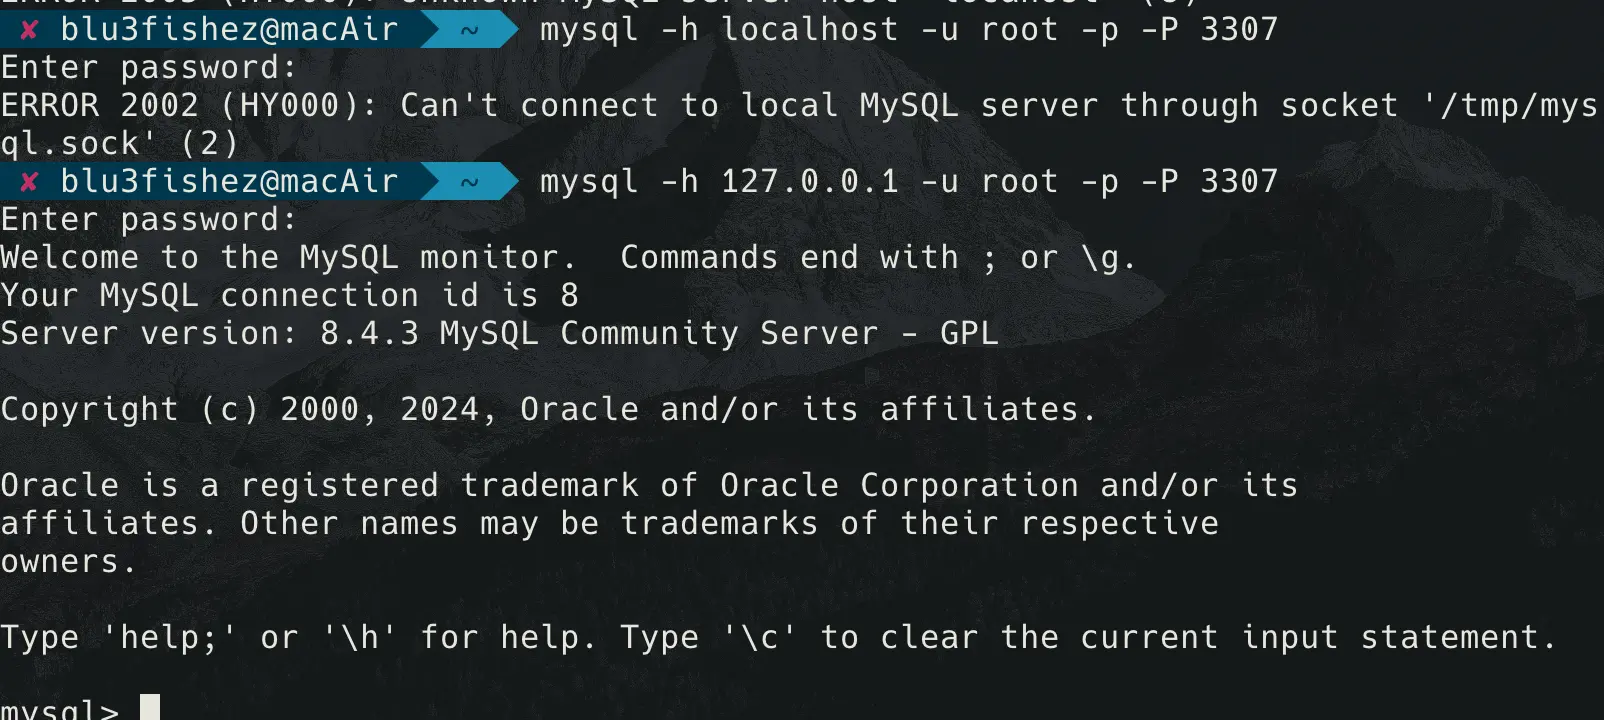 ✘ blu3fishez@macAir ~ mysql -h localhost -u root -p -P 3307
Enter password:
ERROR 2002 (HY000): Can't connect to local MySQL server through socket '/tmp/mys
ql.sock' (2)
✘ blu3fishez@macAir ~ mysql -h 127.0.0.1 -u root -p -P 3307
Enter password:
Welcome to the MySQL monitor.  Commands end with ; or \g.
Your MySQL connection id is 8
Server version: 8.4.3 MySQL Community Server - GPL
Copyright (c) 2000, 2024, Oracle and/or its affiliates.
Oracle is a registered trademark of Oracle Corporation and/or its
affiliates. Other names may be trademarks of their respective
owners.
Type 'help;' or '\h' for help. Type '\c' to clear the current input statement.
mysql>